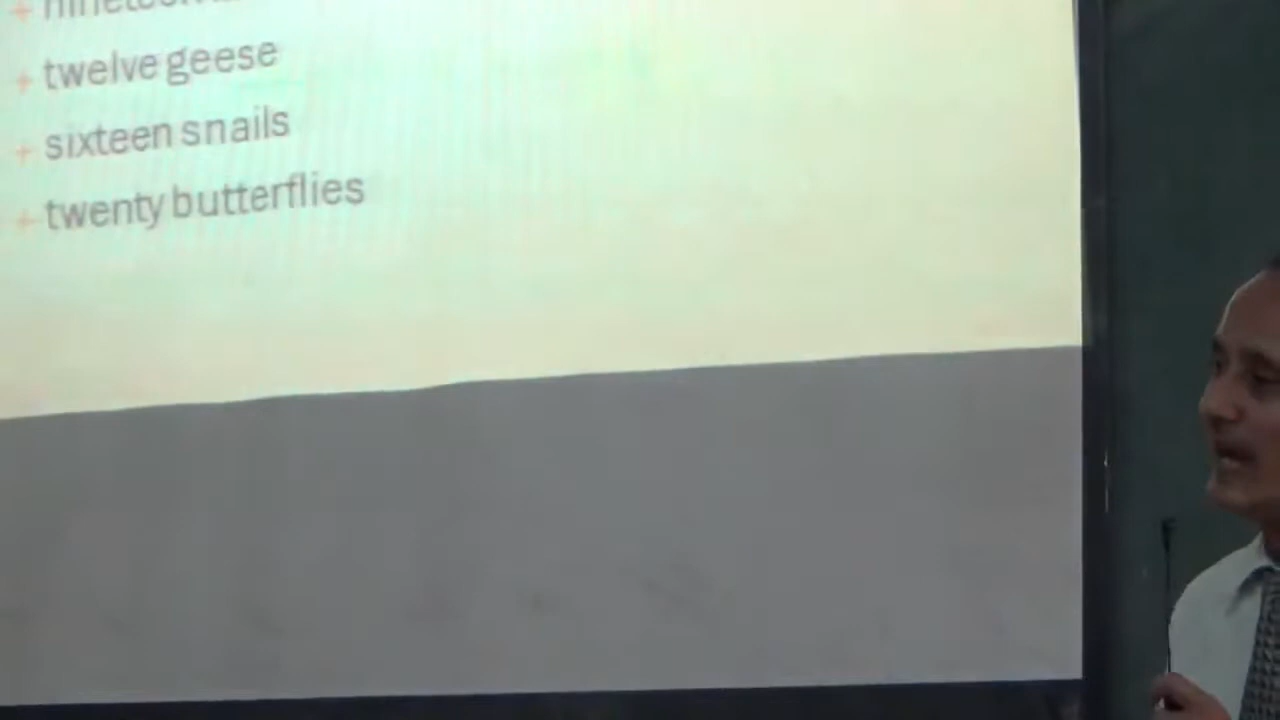 twelve geese
sixteen snails
twenty butterflies